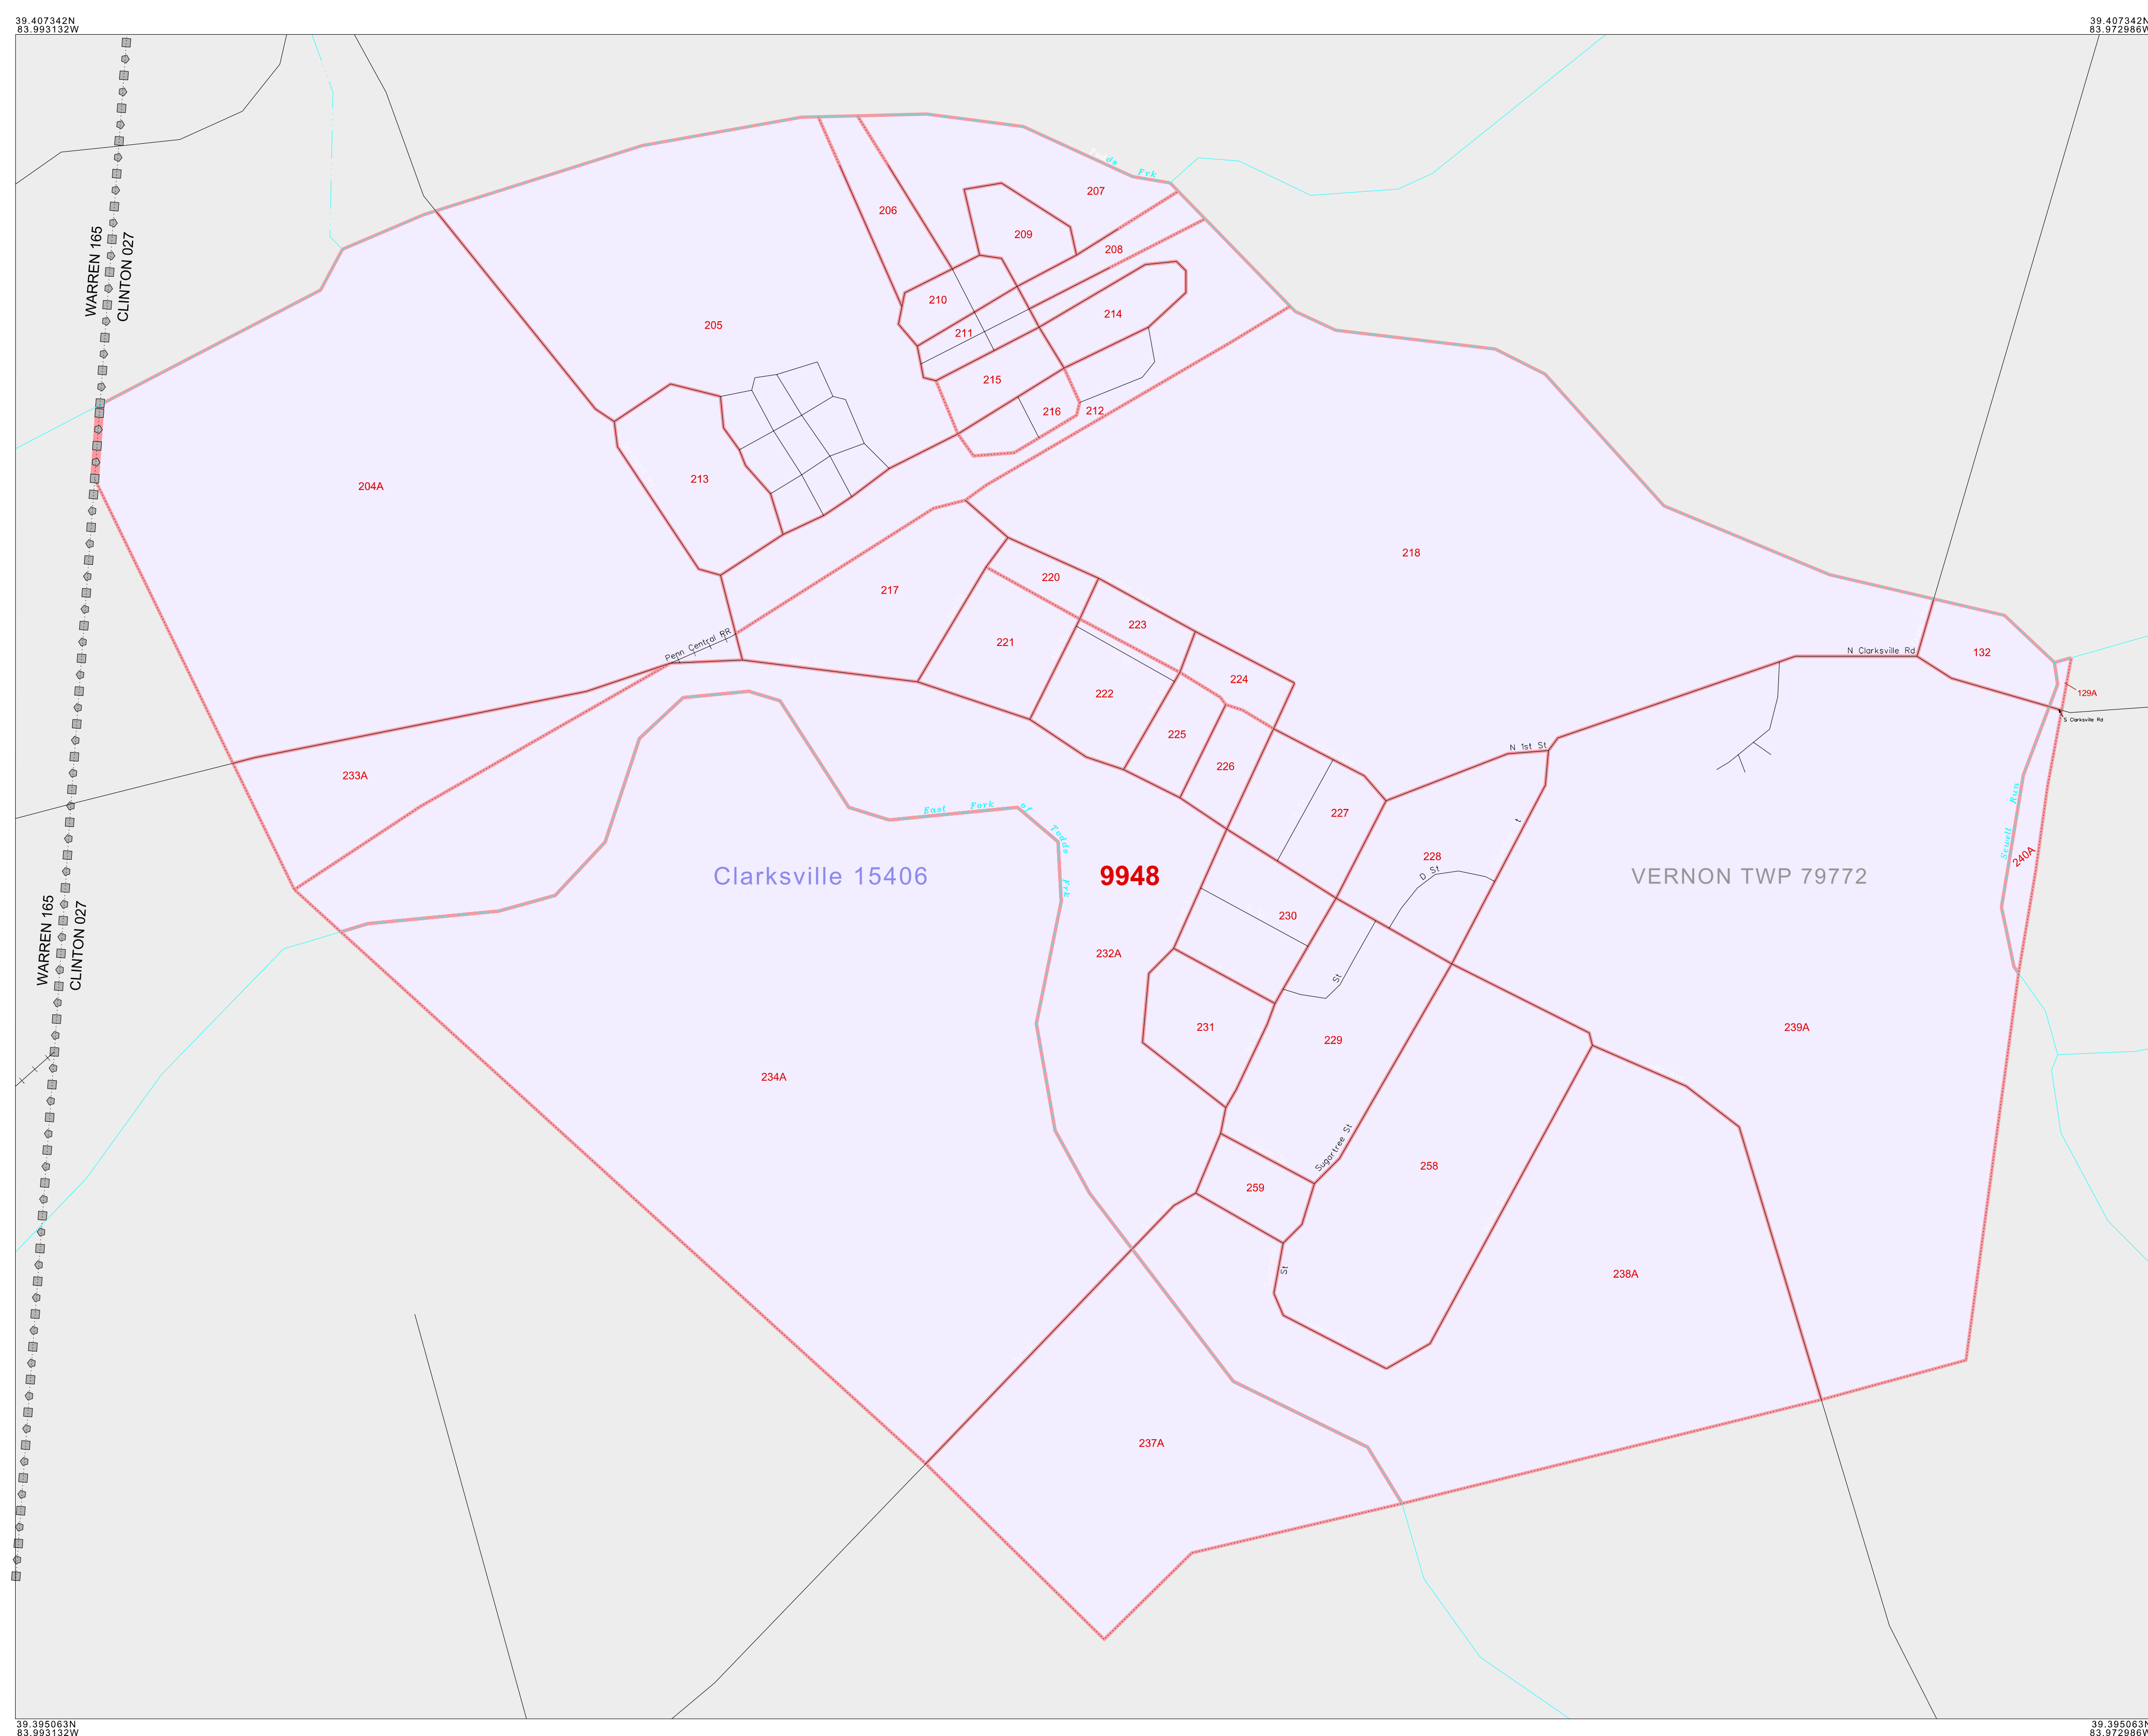 39.407342N
83.993132W
39.407342N
83.972986W
Frk
207
206
209
208
WARREN 165
CLINTON 027
210
214
205
211
215
216
212
213
204A
218
220
217
223
Penn Central RR
221
N Clarksville Rd
132
224
222
129A
S Clarksville Rd
225
N 1st St
226
233A
East Fork of Todds Frk
227
Sewell Run
228
240A
D St
Clarksville 15406
9948
VERNON TWP 79772
WARREN 165
CLINTON 027
230
232A
St
231
229
239A
234A
Sugartree St
258
259
St
238A
237A
39.395063N
83.993132W
39.395063N
83.972986W